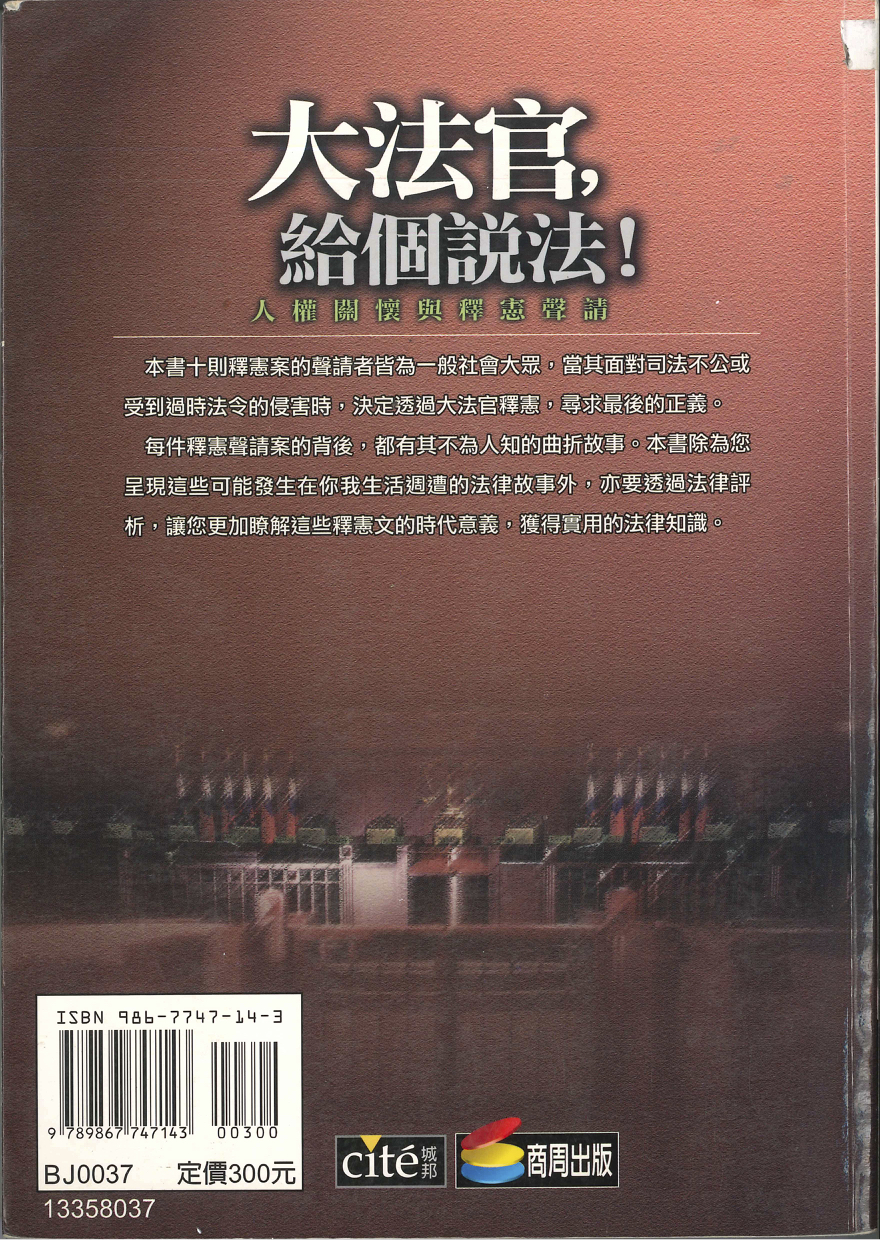 大法官,
給個說法!
人權關懷與釋憲聲請
本書十則釋憲案的聲請者皆為一般社會大眾，當其面對司法不公或
受到過時法令的侵害時，決定透過大法官釋憲，尋求最後的正義。
每件釋憲聲請案的背後，都有其不為人知的曲折故事。本書除為您
呈現這些可能發生在你我生活週遭的法律故事外，亦要透過法律評
析，讓您更加瞭解這些釋憲文的時代意義，獲得實用的法律知識。
ISBN 986-7747-14-3
9 789867 747143
00300
BJ0037 定價300元
13358037
cité 城邦
商周出版